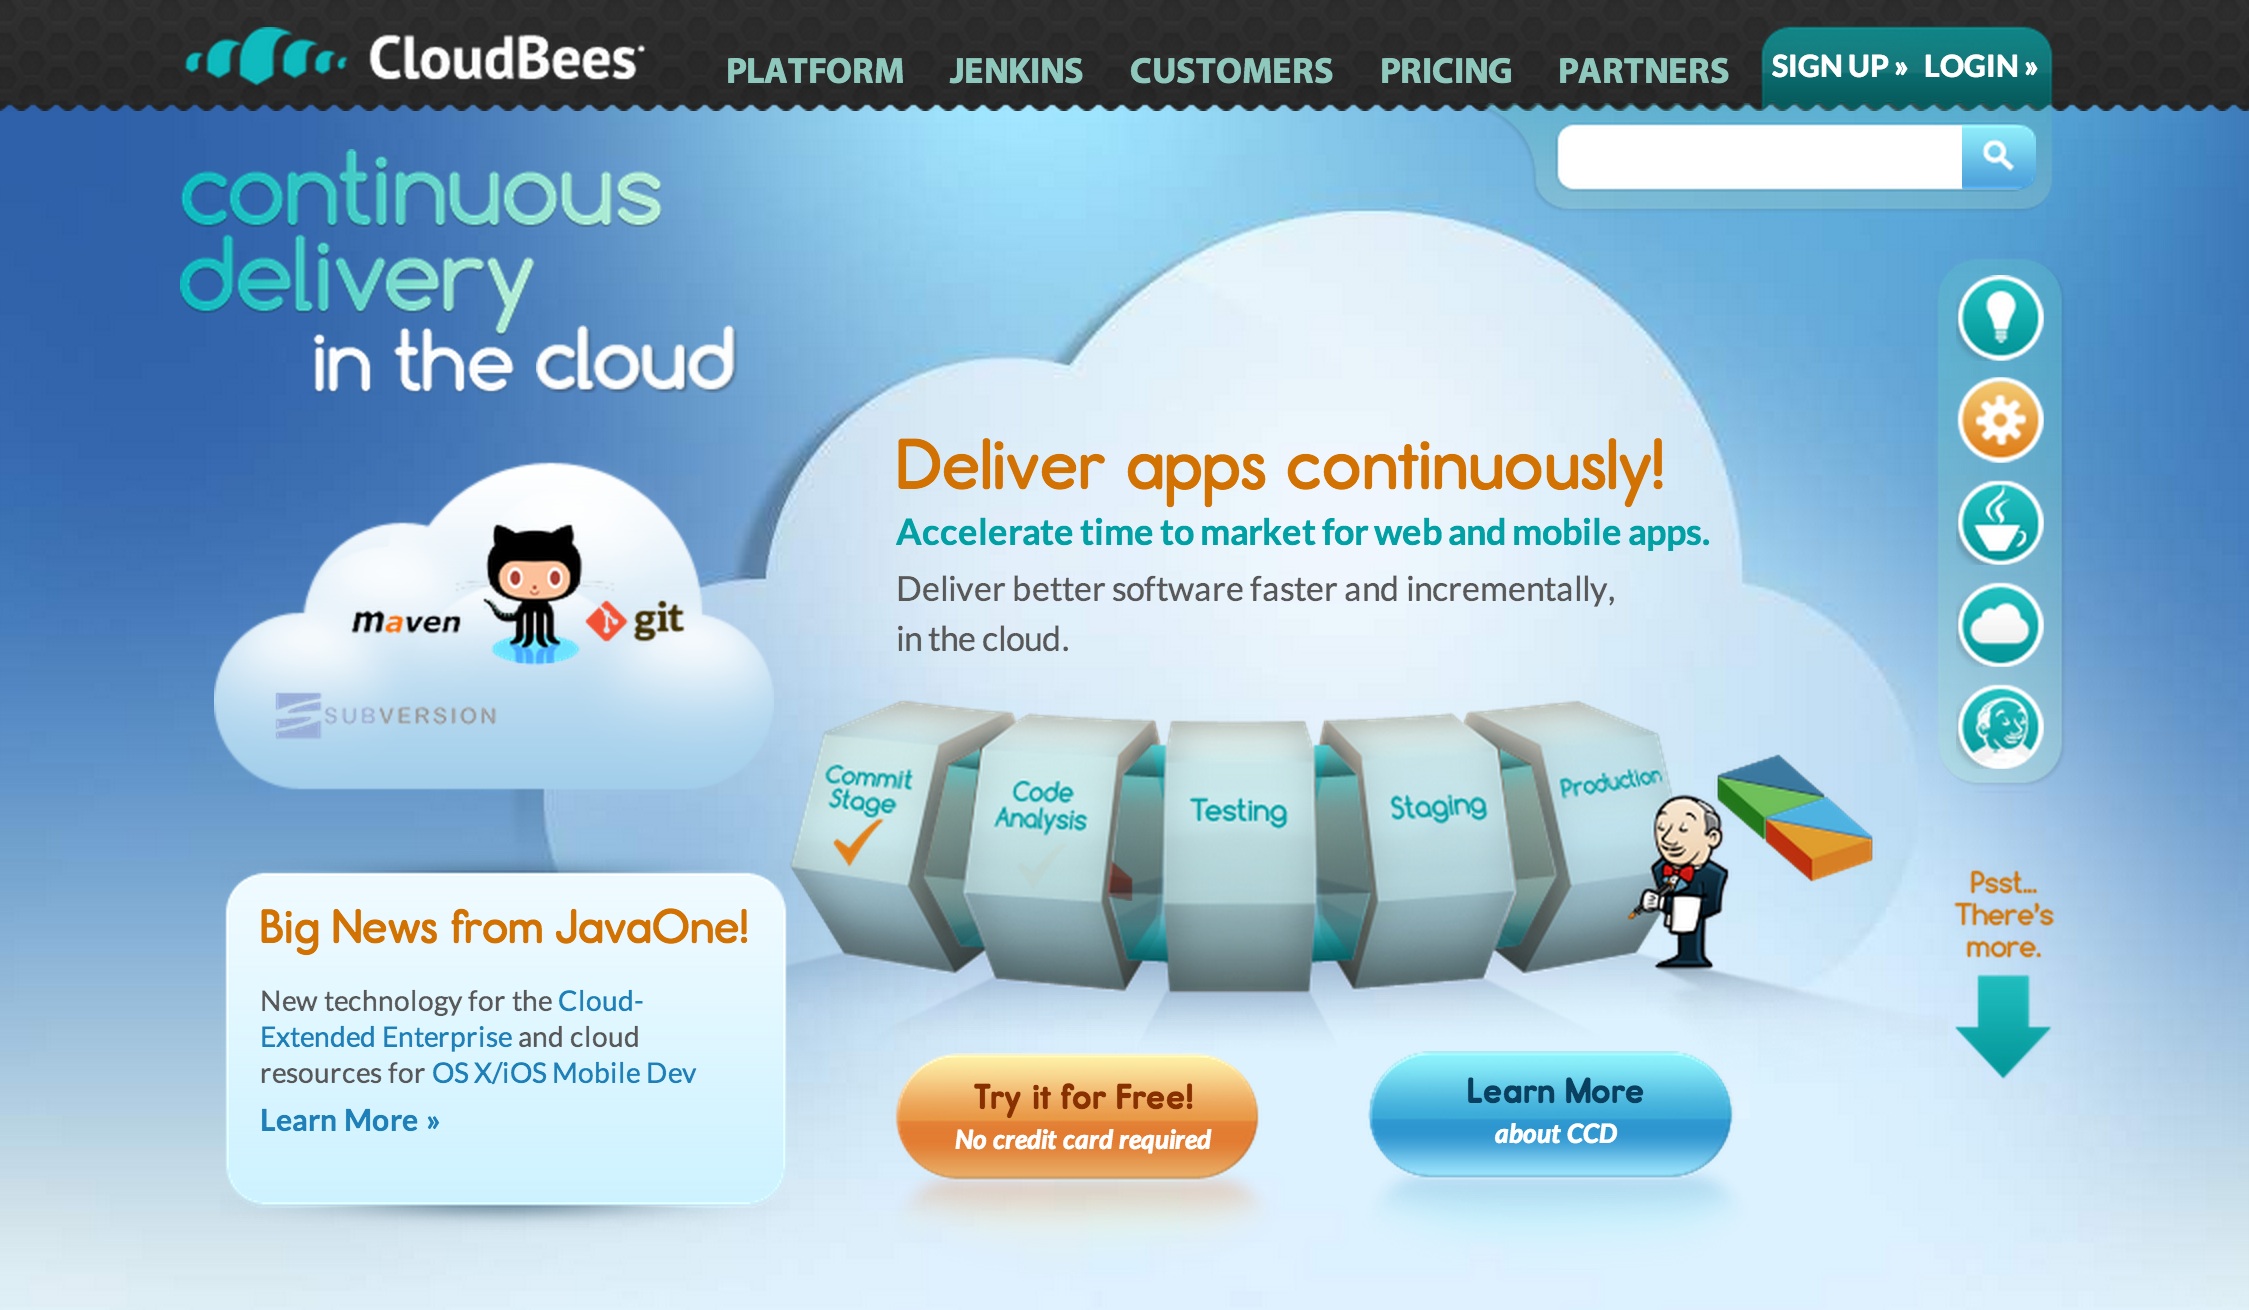 CloudBees
PLATFORM
JENKINS
CUSTOMERS
PRICING
PARTNERS
SIGN UP »
LOGIN »
continuous
delivery
in the cloud
Deliver apps continuously!
Accelerate time to market for web and mobile apps.
Deliver better software faster and incrementally,
in the cloud.
maven
git
SUBVERSION
Commit
Stage
Code
Analysis
Testing
Staging
Production
Psst...
There's
more.
Big News from JavaOne!
New technology for the Cloud-
Extended Enterprise and cloud
resources for OS X/iOS Mobile Dev
Learn More »
Try it for Free!
No credit card required
Learn More
about CCD